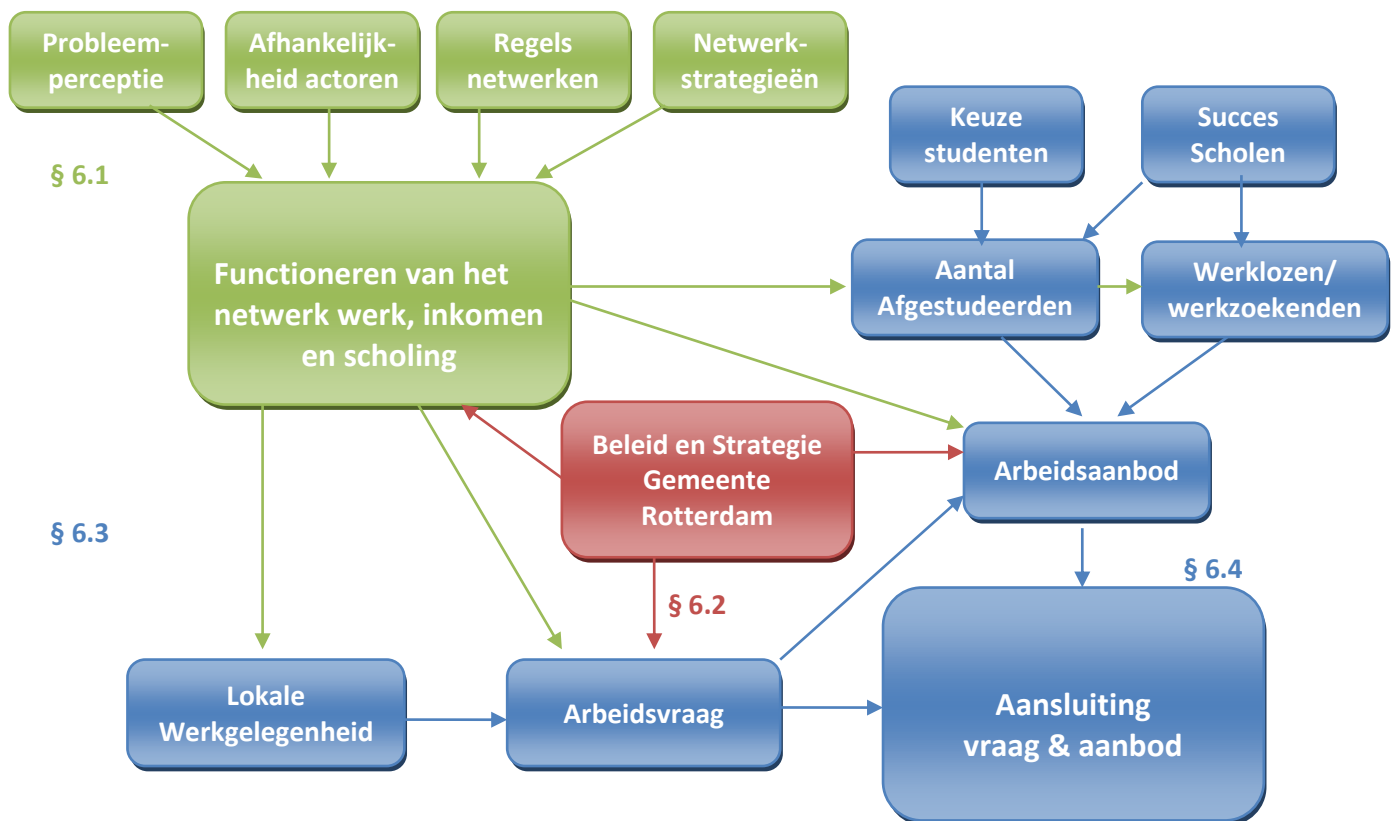 Probleem-
perceptie
Afhankelijk-
heid actoren
Regels
netwerken
Netwerk-
strategieën
Keuze
studenten
Succes
Scholen
§ 6.1
Functioneren van het
netwerk werk, inkomen
en scholing
Aantal
Afgestudeerden
Werklozen/
werkzoekenden
Beleid en Strategie
Gemeente
Rotterdam
Arbeidsaanbod
§ 6.3
§ 6.4
§ 6.2
Lokale
Werkgelegenheid
Arbeidsvraag
Aansluiting
vraag & aanbod